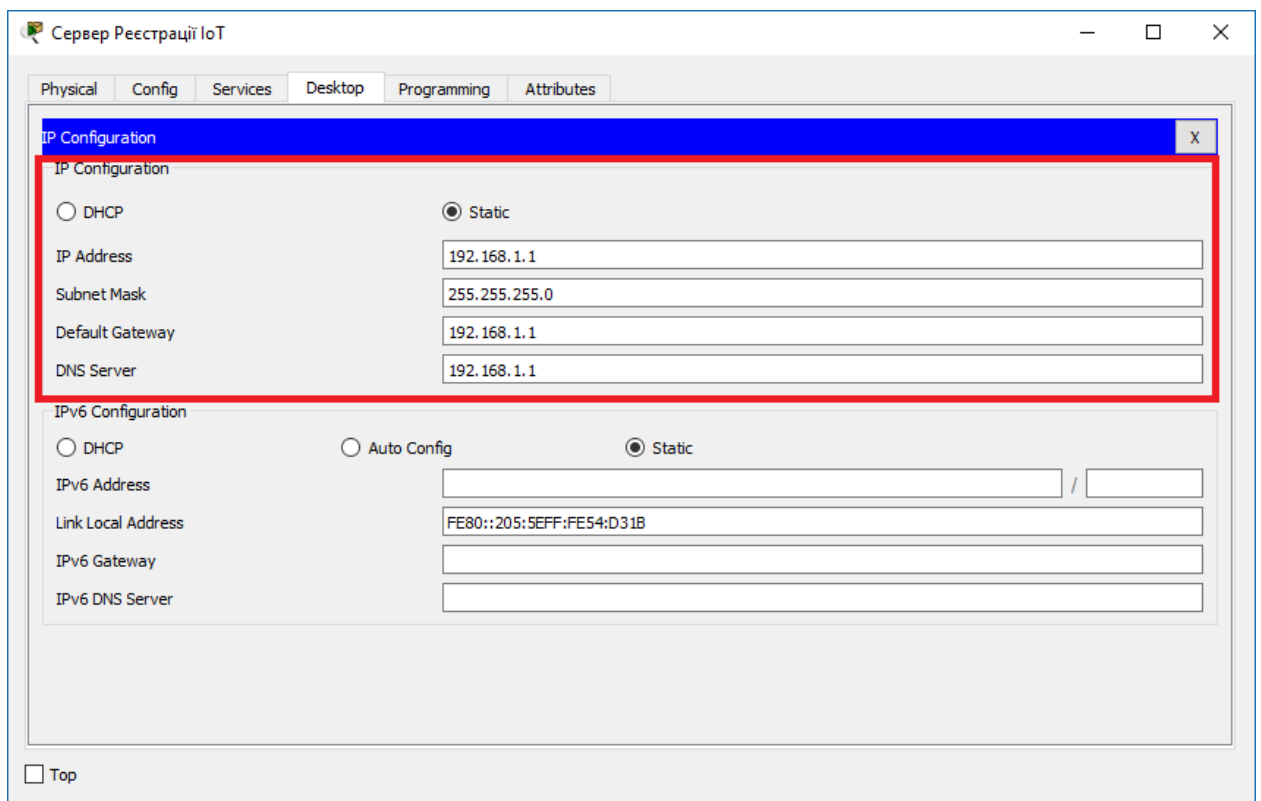 Сервер Реєстрації IoT
Physical Config Services Desktop Programming Attributes
IP Configuration X
IP Configuration
DHCP Static
IP Address 192.168.1.1
Subnet Mask 255.255.255.0
Default Gateway 192.168.1.1
DNS Server 192.168.1.1
IPv6 Configuration
DHCP Auto Config Static
IPv6 Address /
Link Local Address FE80::205:5EFF:FE54:D31B
IPv6 Gateway
IPv6 DNS Server
Top